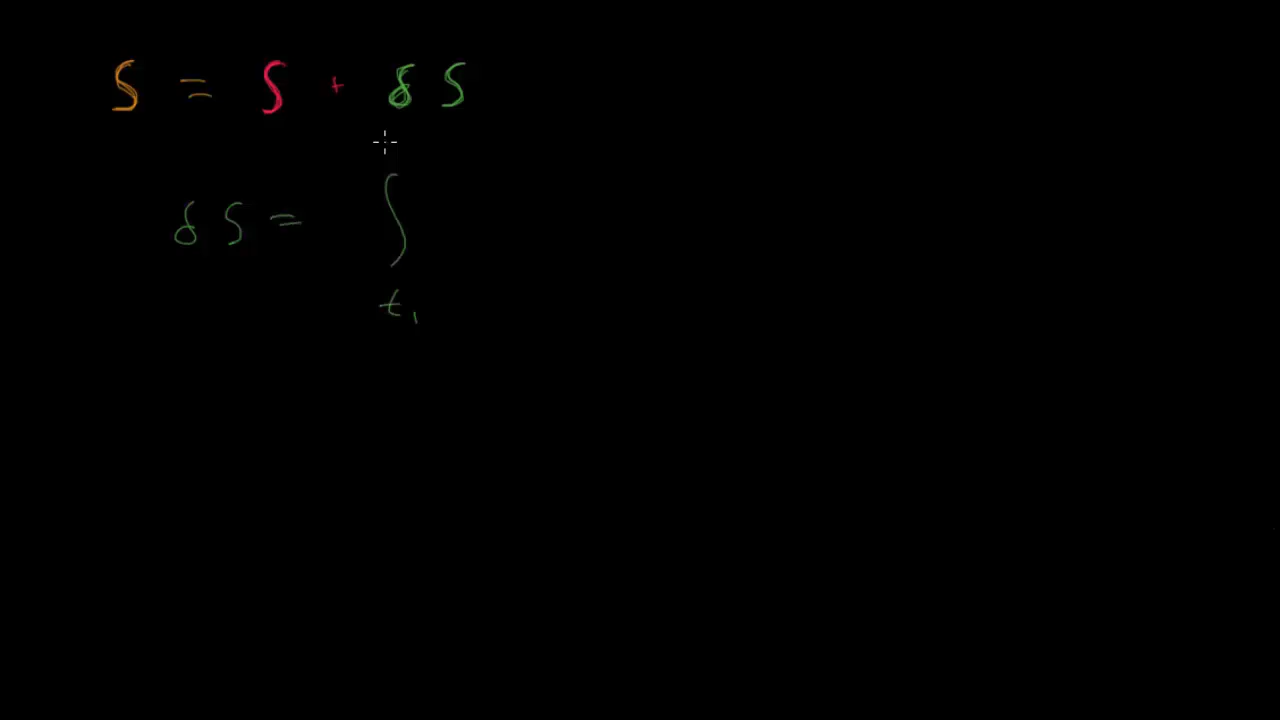 S = S + δS
δS = ∫
t₁